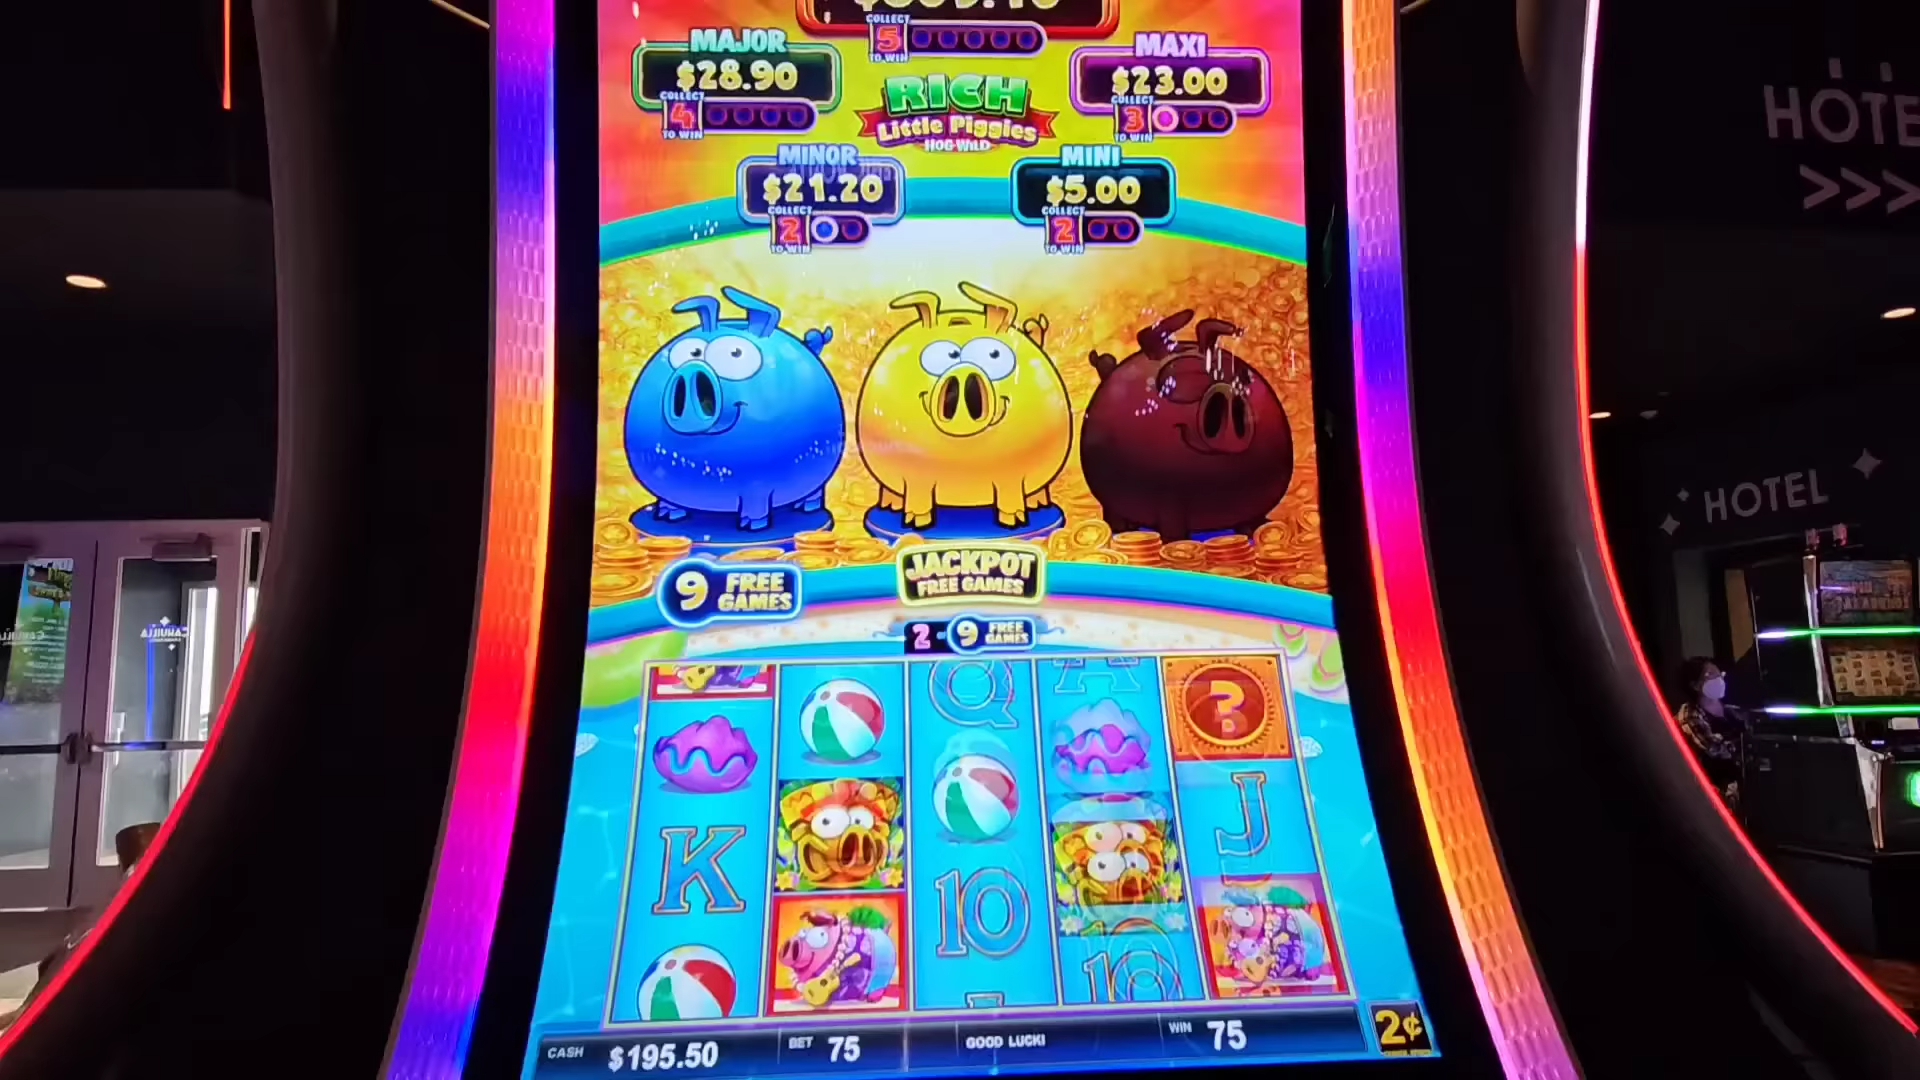 COLLECT
5
TO WIN
MAJOR
$28.90
COLLECT
4
TO WIN
MAXI
$23.00
COLLECT
3
TO WIN
RICH
Little Piggies
HOG WILD
MINOR
$21.20
COLLECT
2
TO WIN
MINI
$5.00
COLLECT
2
TO WIN
HOTEL
>>>
HOTEL
9 FREE GAMES
JACKPOT
FREE GAMES
2 - 9 FREE GAMES
Q
A
?
K
J
10
10
CASH $195.50 BET 75 GOOD LUCK! WIN 75 2¢